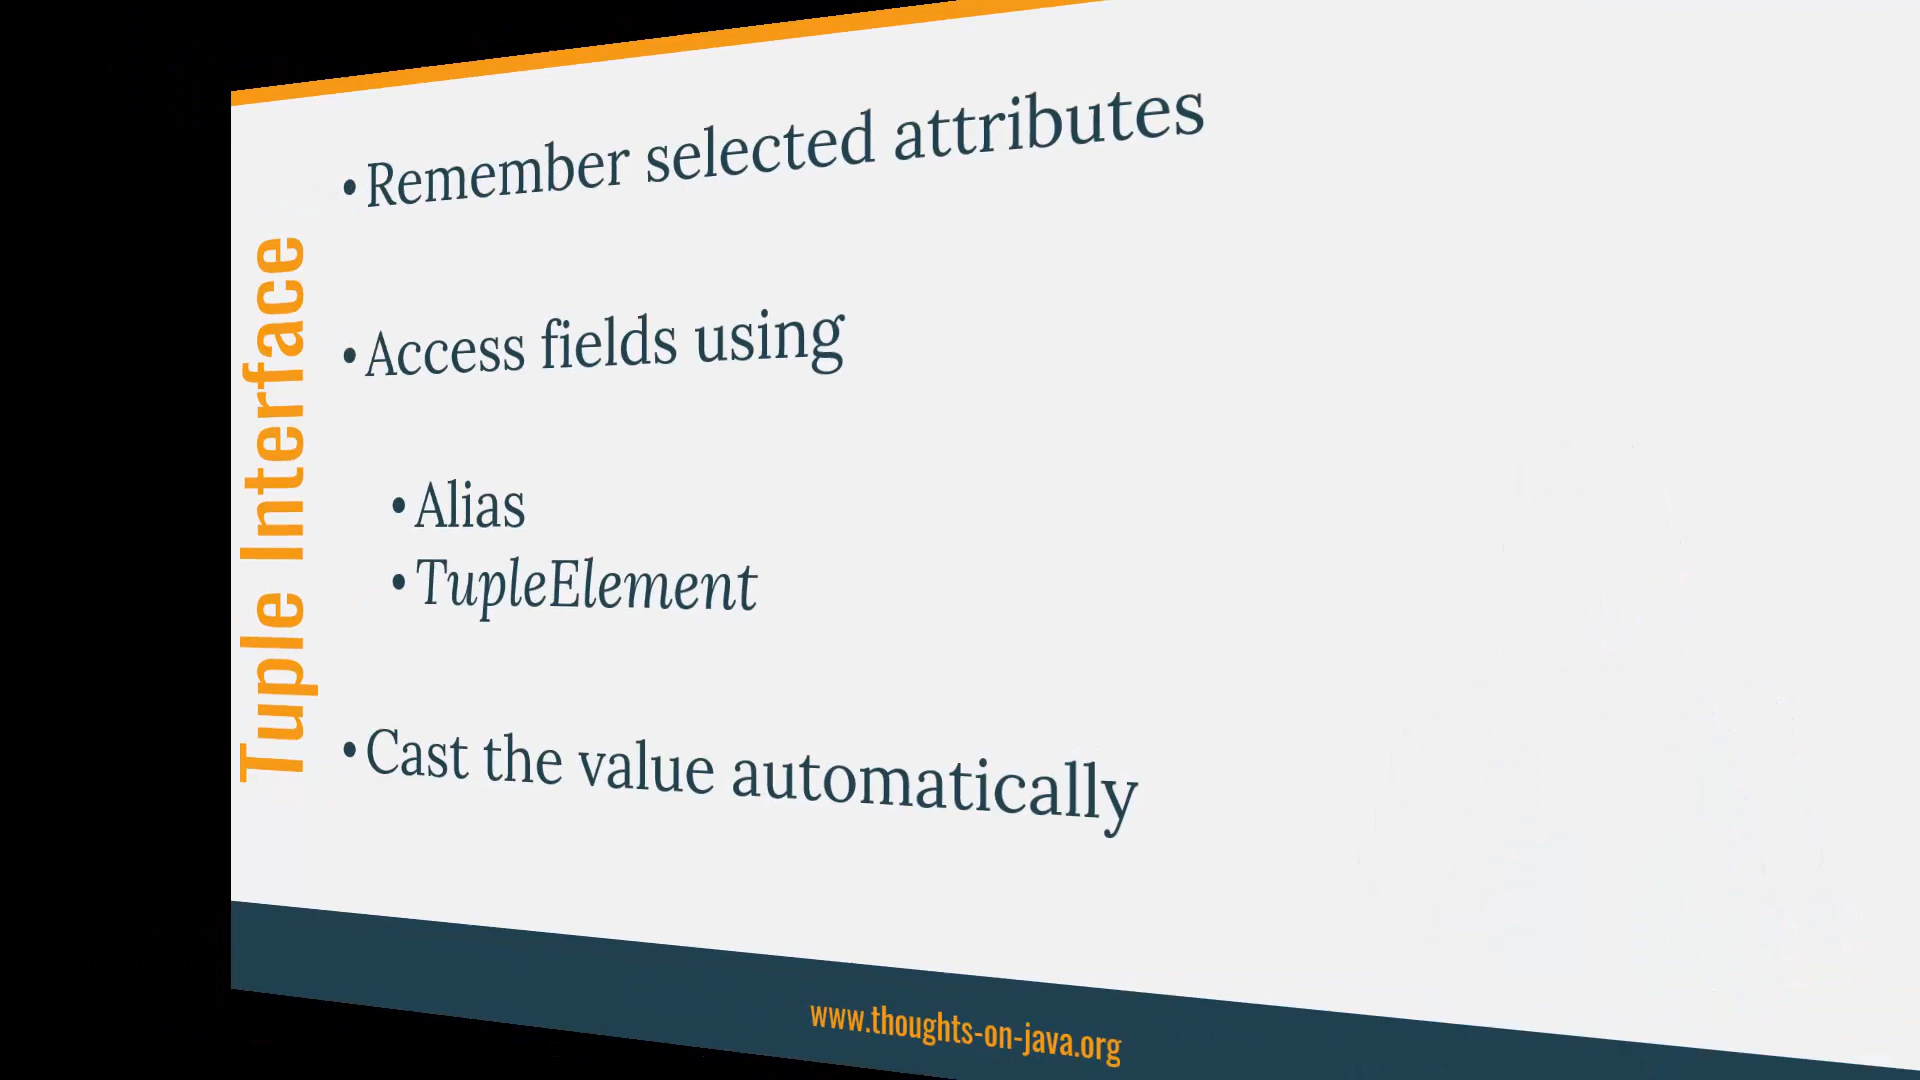 Tuple Interface
• Remember selected attributes
• Access fields using
• Alias
• TupleElement
• Cast the value automatically
www.thoughts-on-java.org